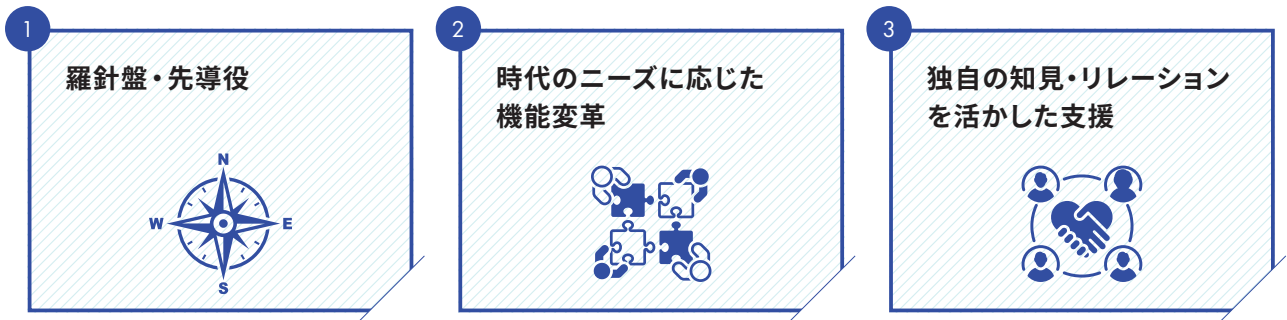 1
羅針盤・先導役
N
W
E
S
2
時代のニーズに応じた
機能変革
3
独自の知見・リレーション
を活かした支援